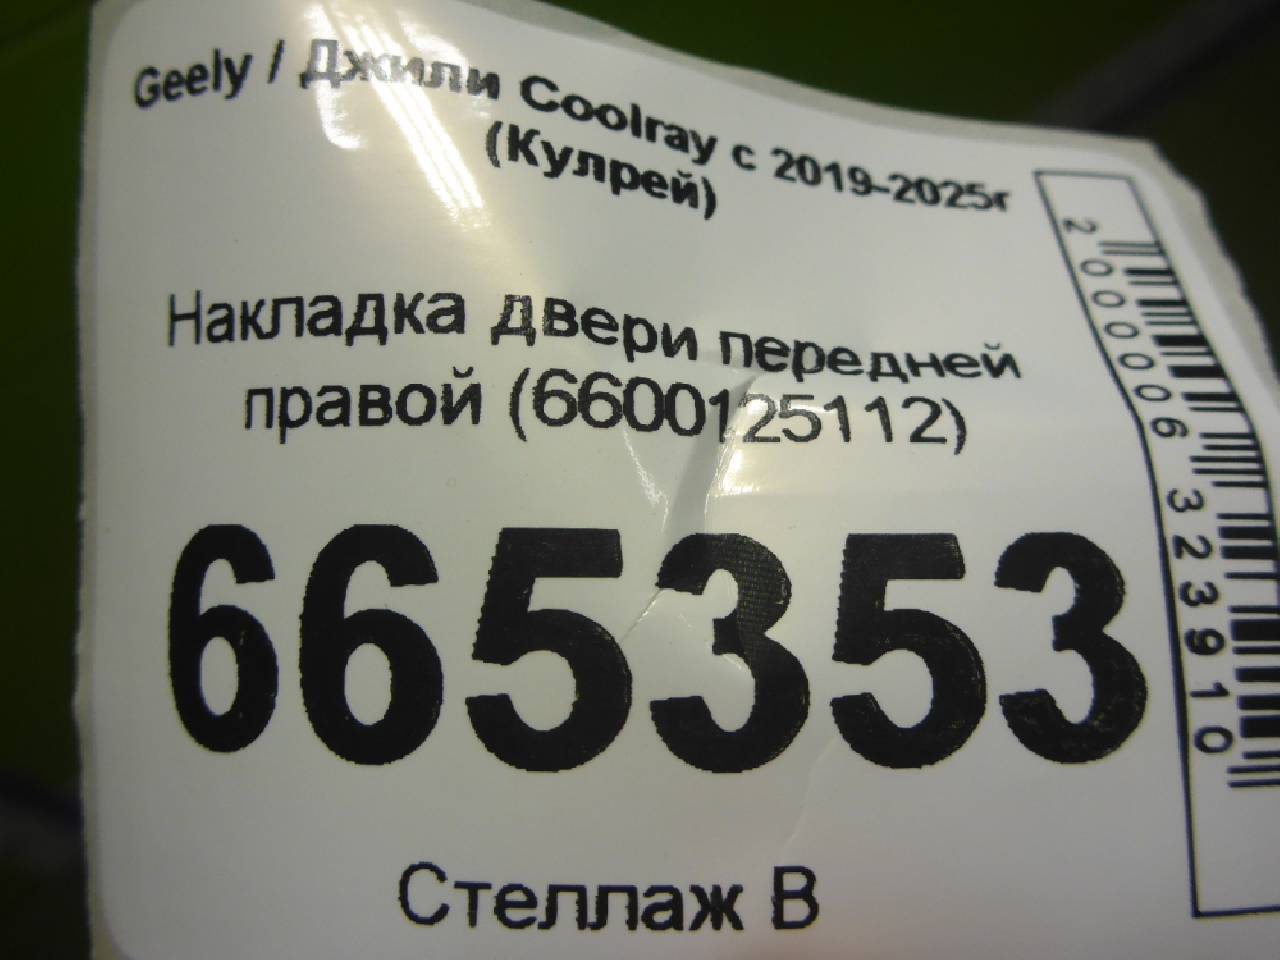 Geely / Джили Coolray с 2019-2025г
(Кулрей)
Накладка двери передней
правой (6600125112)
665353
Стеллаж В
2000006323910